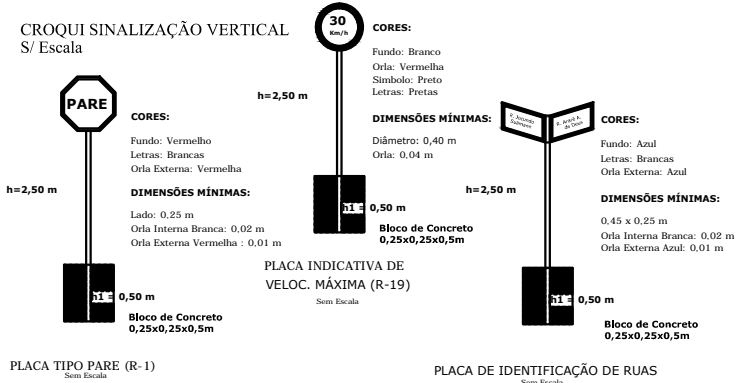 CROQUI SINALIZAÇÃO VERTICAL
S/ Escala
PARE
h=2,50 m
CORES:
Fundo: Vermelho
Letras: Brancas
Orla Externa: Vermelha
DIMENSÕES MÍNIMAS:
Lado: 0,25 m
Orla Interna Branca: 0,02 m
Orla Externa Vermelha : 0,01 m
h1 = 0,50 m
Bloco de Concreto
0,25x0,25x0,5m
PLACA TIPO PARE (R-1)
Sem Escala
30
Km/h
h=2,50 m
CORES:
Fundo: Branco
Orla: Vermelha
Simbolo: Preto
Letras: Pretas
DIMENSÕES MÍNIMAS:
Diâmetro: 0,40 m
Orla: 0,04 m
h1 = 0,50 m
Bloco de Concreto
0,25x0,25x0,5m
PLACA INDICATIVA DE
VELOC. MÁXIMA (R-19)
Sem Escala
R. André A.
de Deus
h=2,50 m
CORES:
Fundo: Azul
Letras: Brancas
Orla Externa: Azul
DIMENSÕES MÍNIMAS:
0,45 x 0,25 m
Orla Interna Branca: 0,02 m
Orla Externa Azul: 0,01 m
h1 = 0,50 m
Bloco de Concreto
0,25x0,25x0,5m
PLACA DE IDENTIFICAÇÃO DE RUAS
Sem Escala